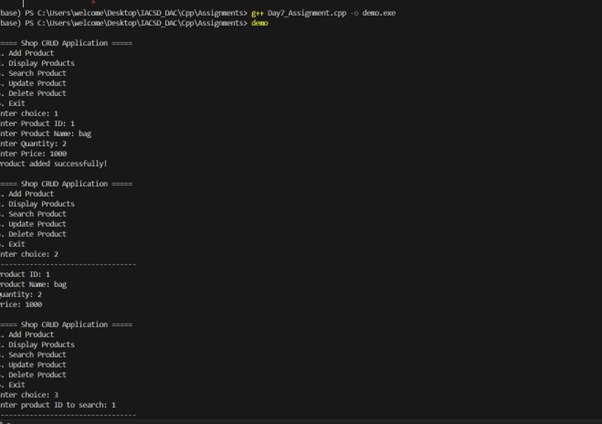 base) PS C:\Users\welcome\Desktop\IACSD_DAC\Cpp\Assignments> g++ Day7_Assignment.cpp -o demo.exe
base) PS C:\Users\welcome\Desktop\IACSD_DAC\Cpp\Assignments> demo
==== Shop CRUD Application =====
. Add Product
. Display Products
. Search Product
. Update Product
. Delete Product
. Exit
nter choice: 1
nter Product ID: 1
nter Product Name: bag
nter Quantity: 2
nter Price: 1000
roduct added successfully!
==== Shop CRUD Application =====
. Add Product
. Display Products
. Search Product
. Update Product
. Delete Product
. Exit
nter choice: 2
---------------------------------
roduct ID: 1
roduct Name: bag
uantity: 2
rice: 1000
==== Shop CRUD Application =====
. Add Product
. Display Products
. Search Product
. Update Product
. Delete Product
. Exit
nter choice: 3
nter product ID to search: 1
---------------------------------